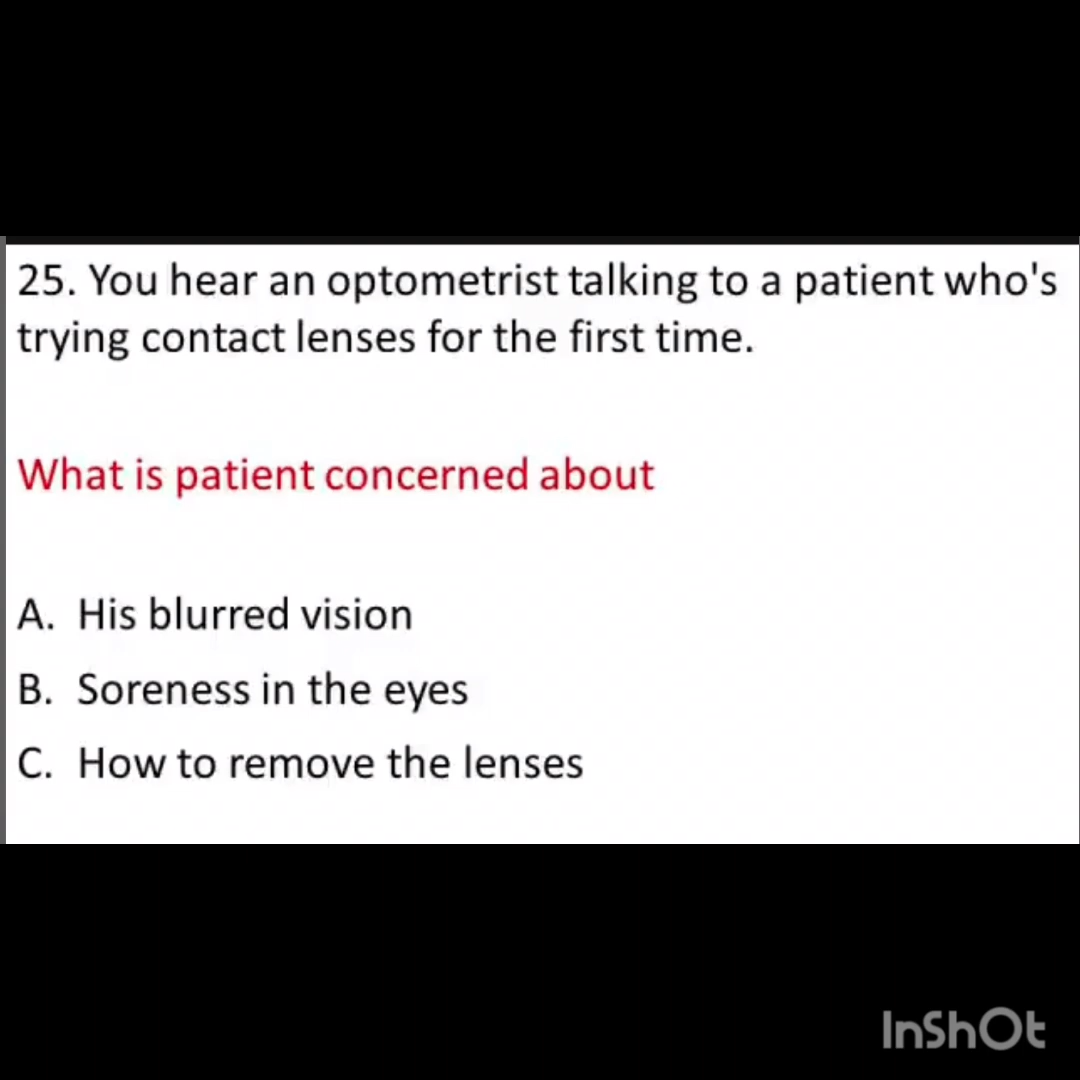 25. You hear an optometrist talking to a patient who's
trying contact lenses for the first time.
What is patient concerned about
A. His blurred vision
B. Soreness in the eyes
C. How to remove the lenses
InShOt